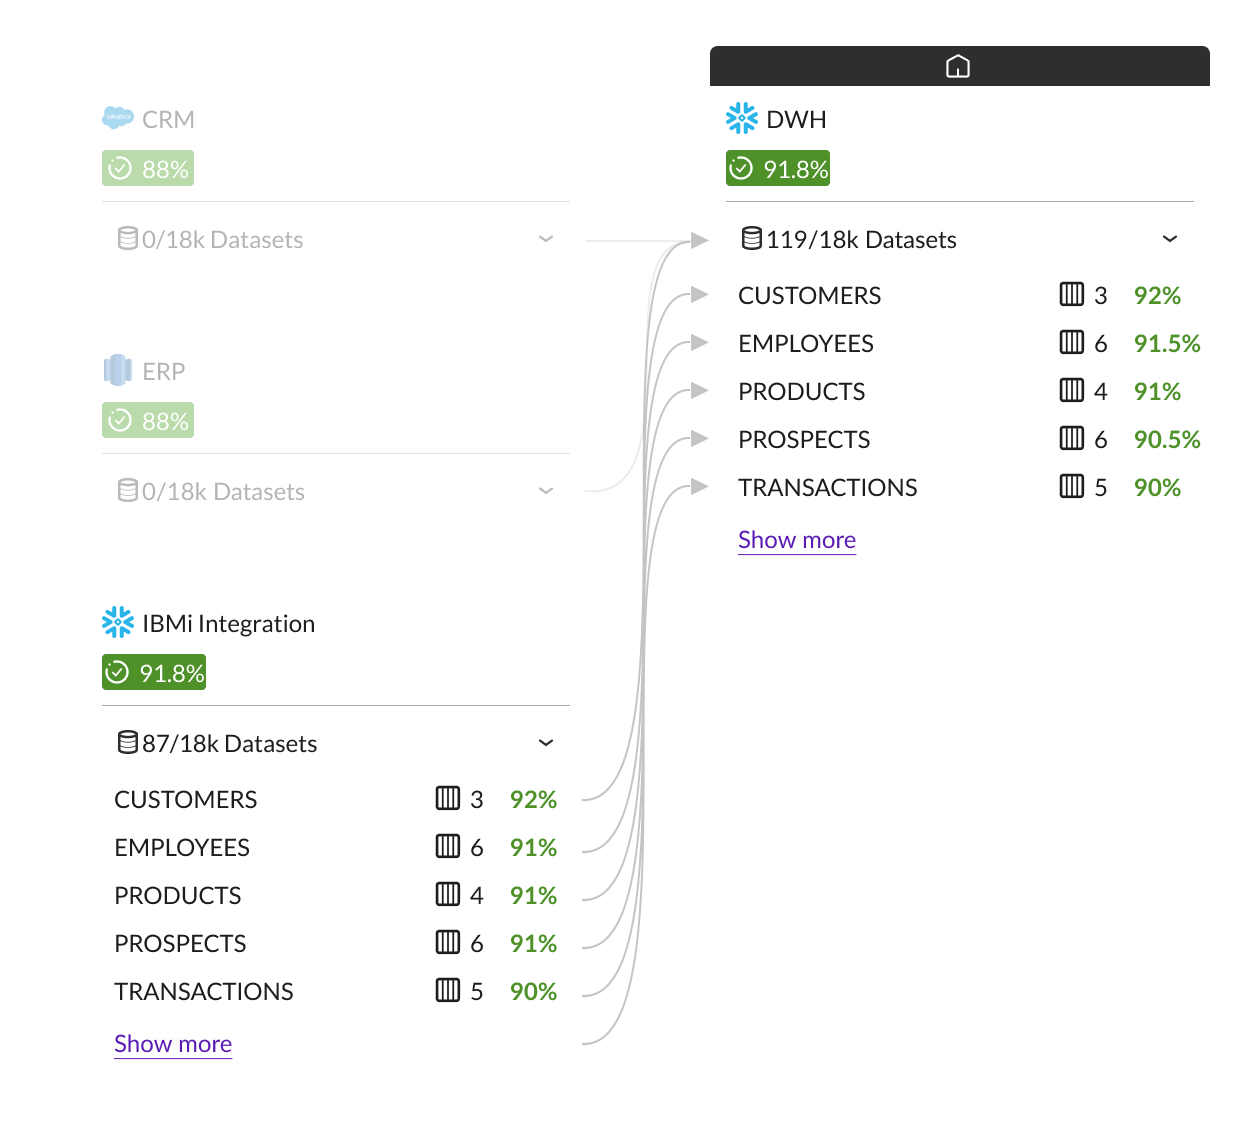 CRM
88%
0/18k Datasets
ERP
88%
0/18k Datasets
IBMi Integration
91.8%
87/18k Datasets
CUSTOMERS 3 92%
EMPLOYEES 6 91%
PRODUCTS 4 91%
PROSPECTS 6 91%
TRANSACTIONS 5 90%
Show more
DWH
91.8%
119/18k Datasets
CUSTOMERS 3 92%
EMPLOYEES 6 91.5%
PRODUCTS 4 91%
PROSPECTS 6 90.5%
TRANSACTIONS 5 90%
Show more